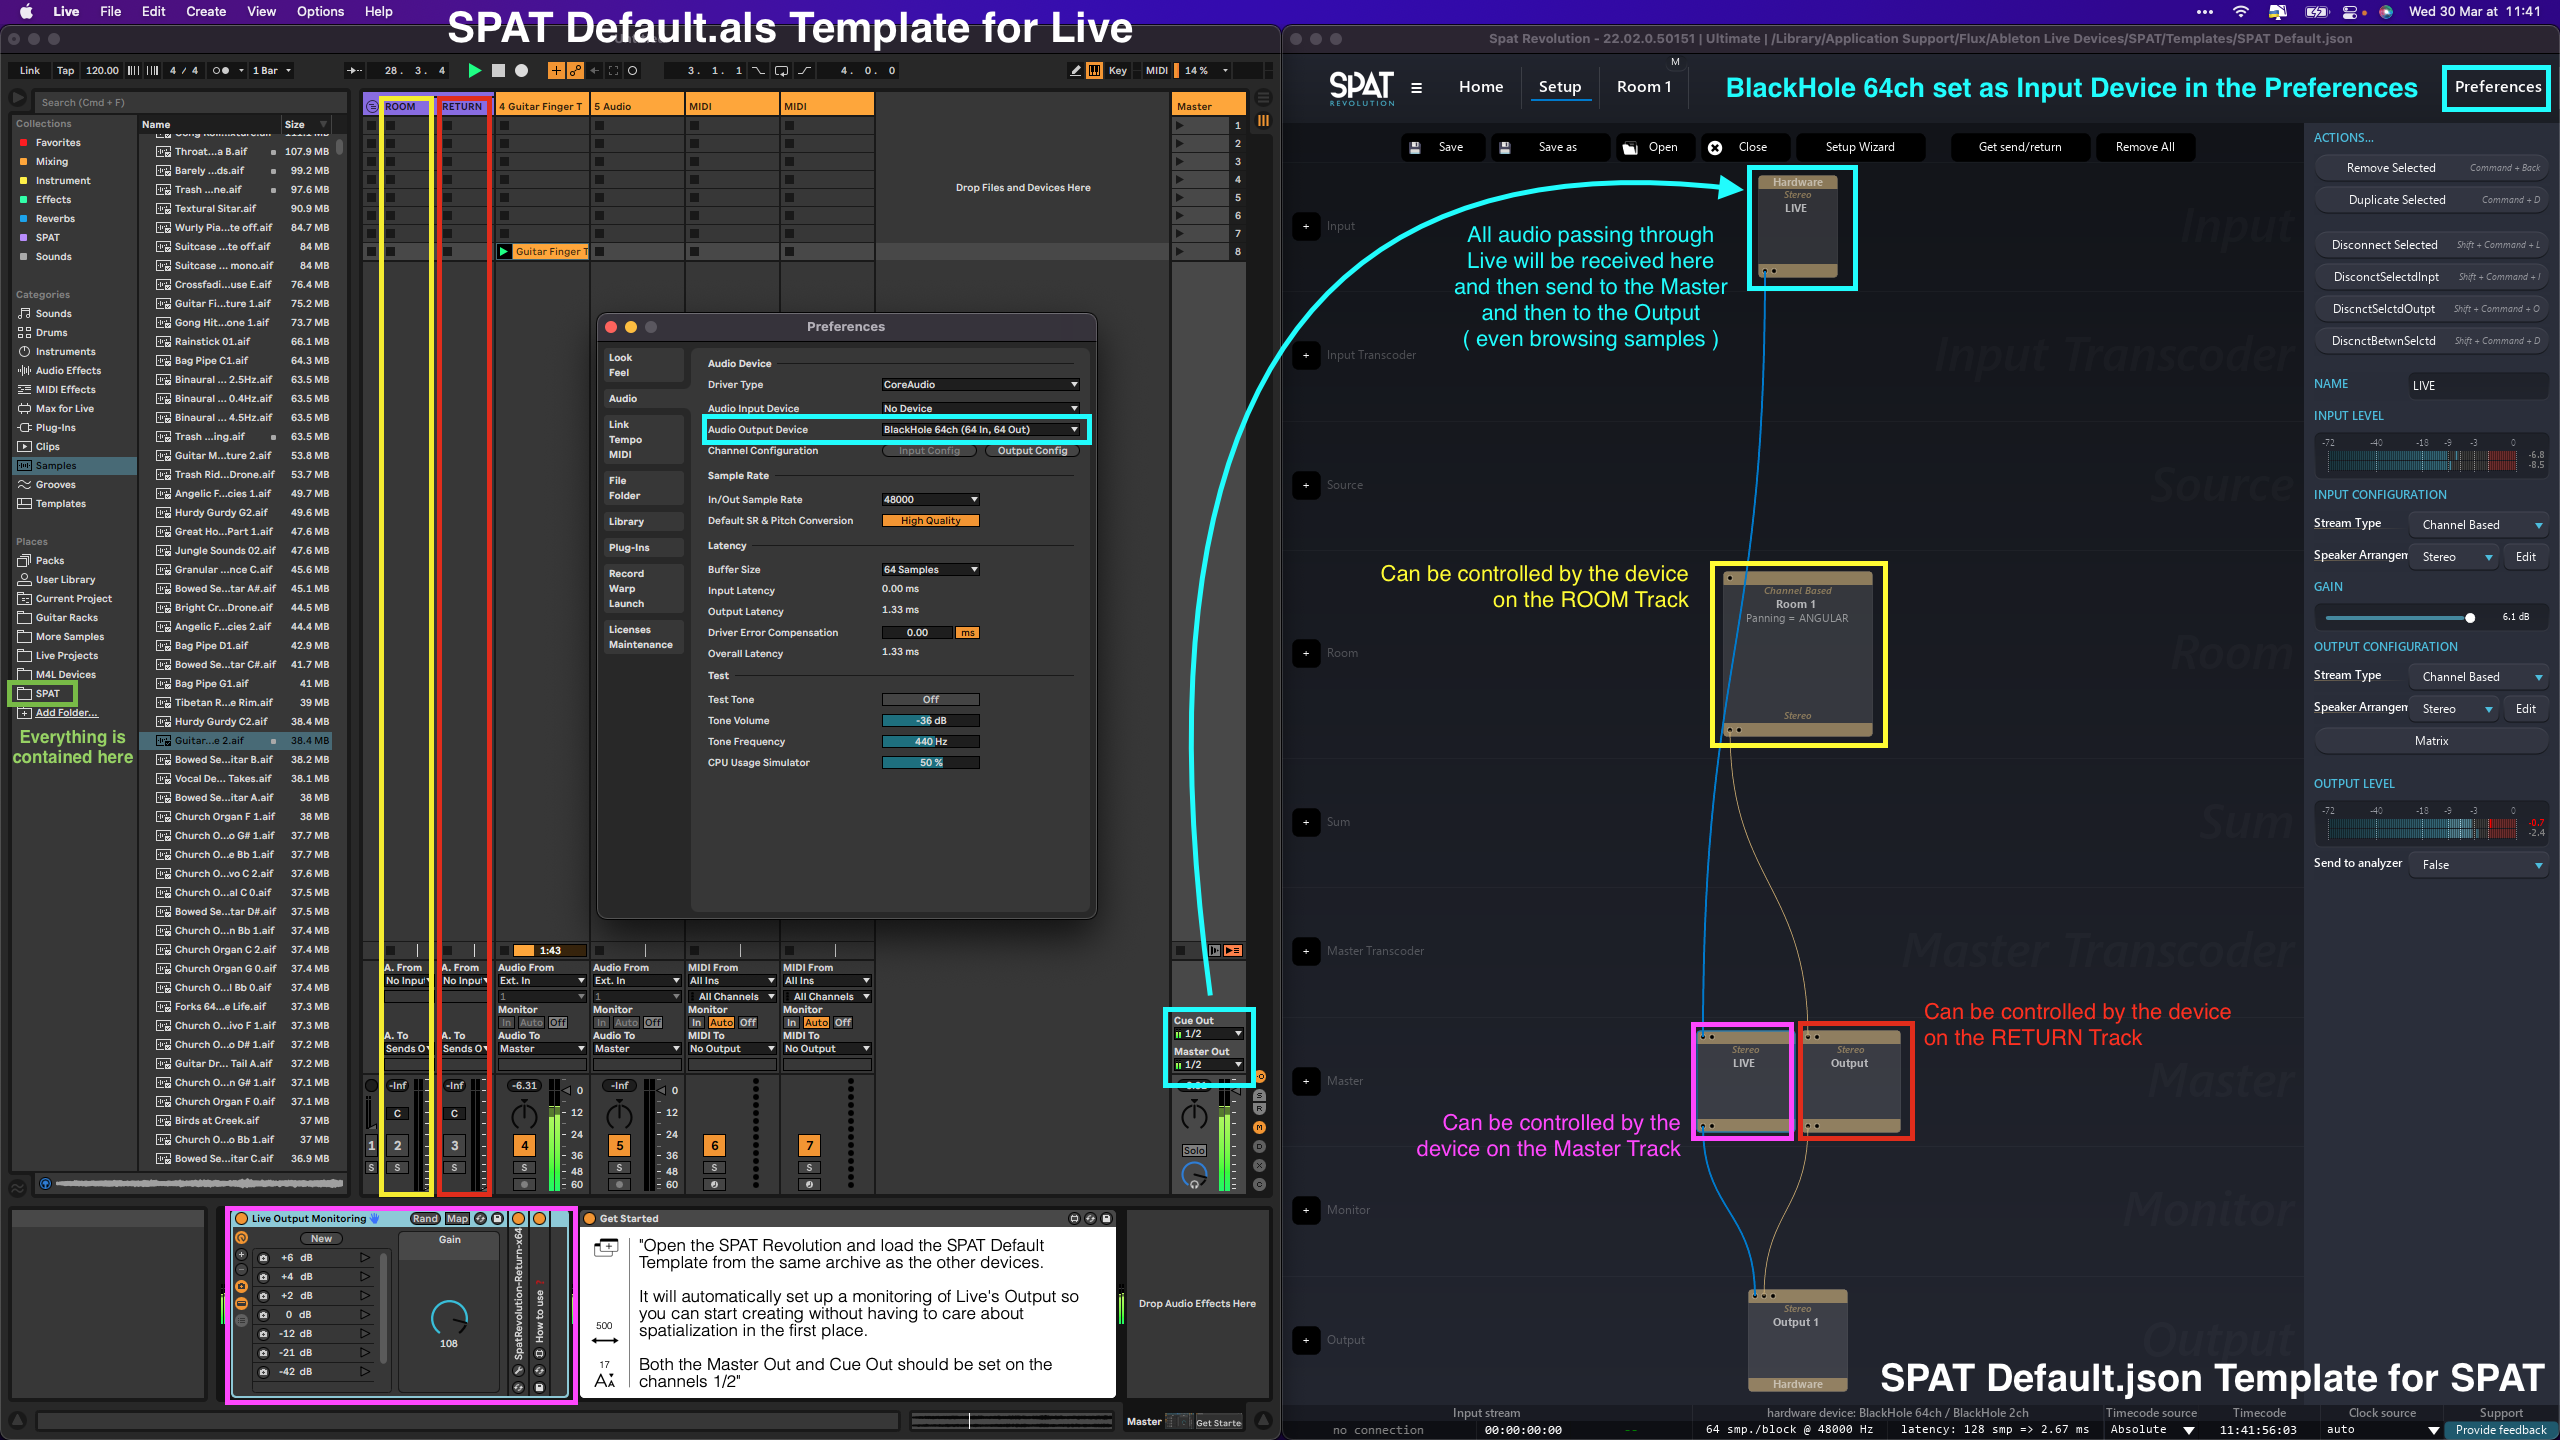 Live File Edit Create View Options Help
Wed 30 Mar at 11:41
SPAT Default.als Template for Live
Spat Revolution - 22.02.0.50151 | Ultimate | /Library/Application Support/Flux/Ableton Live Devices/SPAT/Templates/SPAT Default.json
Link Tap 120.00 4 / 4 1 Bar 28. 3. 4 3. 1. 1 4. 0. 0 Key MIDI 14 %
Search (Cmd + F)
Collections
Favorites
Mixing
Instrument
Effects
Reverbs
SPAT
Sounds
Categories
Sounds
Drums
Instruments
Audio Effects
MIDI Effects
Max for Live
Plug-Ins
Clips
Samples
Grooves
Templates
Places
Packs
User Library
Current Project
Guitar Racks
More Samples
Live Projects
M4L Devices
SPAT
Add Folder...
Everything is
contained here
Name Size
Throat...a B.aif 107.9 MB
Barely ...ds.aif 99.2 MB
Trash ...ne.aif 97.6 MB
Textural Sitar.aif 90.9 MB
Wurly Pia...te off.aif 84.7 MB
Suitcase ...te off.aif 84 MB
Suitcase ... mono.aif 84 MB
Crossfadi...use E.aif 76.4 MB
Guitar Fi...ture 1.aif 75.2 MB
Gong Hit...one 1.aif 73.7 MB
Rainstick 01.aif 66.1 MB
Bag Pipe C1.aif 64.3 MB
Binaural ... 2.5Hz.aif 63.5 MB
Binaural ... 0.4Hz.aif 63.5 MB
Binaural ... 4.5Hz.aif 63.5 MB
Trash ...ing.aif 63.4 MB
Guitar M...ture 2.aif 53.8 MB
Trash Rid...Drone.aif 53.7 MB
Angelic F...cies 1.aif 49.7 MB
Hurdy Gurdy G2.aif 49.6 MB
Great Ho...Part 1.aif 47.6 MB
Jungle Sounds 02.aif 47.6 MB
Granular ...nce C.aif 45.6 MB
Bowed Se...tar A#.aif 45.1 MB
Bright Cr...Drone.aif 44.5 MB
Angelic F...cies 2.aif 44.4 MB
Bag Pipe D1.aif 42.9 MB
Bowed Se...tar C#.aif 41.7 MB
Bag Pipe G1.aif 41 MB
Tibetan R...e Rim.aif 39 MB
Hurdy Gurdy C2.aif 38.4 MB
Guitar...e 2.aif 38.4 MB
Bowed Se...itar B.aif 38.2 MB
Vocal De... Takes.aif 38.1 MB
Bowed Se...itar A.aif 38 MB
Church Organ F 1.aif 38 MB
Church O...o G# 1.aif 37.7 MB
Church O...e Bb 1.aif 37.7 MB
Church O...vo C 2.aif 37.6 MB
Church O...al C 0.aif 37.5 MB
Bowed Se...tar D#.aif 37.5 MB
Church O...n Bb 1.aif 37.4 MB
Church Organ C 2.aif 37.4 MB
Church Organ G 0.aif 37.4 MB
Church O...l Bb 0.aif 37.4 MB
Forks 64...e Life.aif 37.3 MB
Church O...ivo F 1.aif 37.3 MB
Church O...o D# 1.aif 37.2 MB
Guitar Dr... Tail A.aif 37.2 MB
Church O...n G# 1.aif 37.1 MB
Church Organ F 0.aif 37.1 MB
Birds at Creek.aif 37 MB
Church O...o Bb 1.aif 37 MB
Bowed Se...itar C.aif 36.9 MB
ROOM RETURN 4 Guitar Finger T 5 Audio MIDI MIDI Master
1
2
3
4
5
6
7
8
Guitar Finger T
Drop Files and Devices Here
Preferences
Look
Feel
Audio
Link
Tempo
MIDI
File
Folder
Library
Plug-Ins
Record
Warp
Launch
Licenses
Maintenance
Audio Device
Driver Type CoreAudio
Audio Input Device No Device
Audio Output Device BlackHole 64ch (64 In, 64 Out)
Channel Configuration Input Config Output Config
Sample Rate
In/Out Sample Rate 48000
Default SR & Pitch Conversion High Quality
Latency
Buffer Size 64 Samples
Input Latency 0.00 ms
Output Latency 1.33 ms
Driver Error Compensation 0.00 ms
Overall Latency 1.33 ms
Test
Test Tone Off
Tone Volume -36 dB
Tone Frequency 440 Hz
CPU Usage Simulator 50 %
1:43
A. From A. From Audio From Audio From MIDI From MIDI From
No Input No Input Ext. In Ext. In All Ins All Ins
1 1 All Channels All Channels
Monitor Monitor Monitor Monitor
In Auto Off In Auto Off In Auto Off In Auto Off
A. To A. To Audio To Audio To MIDI To MIDI To
Sends O Sends O Master Master No Output No Output
Cue Out
1/2
Master Out
1/2
-Inf -Inf -6.31 -Inf
0 12 24 36 48 60
0 12 24 36 48 60
C C
1 2 3 4 5 6 7
S S S S S S S
Solo
Live Output Monitoring Rand Map
New
+6 dB
+4 dB
+2 dB
0 dB
-12 dB
-21 dB
-42 dB
Gain
108
SpatRevolution-Return-x64
How to use
Get Started
500
17
"Open the SPAT Revolution and load the SPAT Default
Template from the same archive as the other devices.
It will automatically set up a monitoring of Live's Output so
you can start creating without having to care about
spatialization in the first place.
Both the Master Out and Cue Out should be set on the
channels 1/2"
Drop Audio Effects Here
Master Get Starte
SPAT
REVOLUTION
Home Setup Room 1 M
BlackHole 64ch set as Input Device in the Preferences
Preferences
Save Save as Open Close Setup Wizard Get send/return Remove All
Input Input
Input Transcoder Input Transcoder
Source Source
Room Room
Sum Sum
Master Transcoder Master Transcoder
Master Master
Monitor Monitor
Output Output
Hardware
Stereo
LIVE
All audio passing through
Live will be received here
and then send to the Master
and then to the Output
( even browsing samples )
Can be controlled by the device
on the ROOM Track
Channel Based
Room 1
Panning = ANGULAR
Stereo
Can be controlled by the device
on the RETURN Track
Stereo
LIVE
Stereo
Output
Can be controlled by the
device on the Master Track
Stereo
Output 1
Hardware
SPAT Default.json Template for SPAT
ACTIONS...
Remove Selected Command + Back
Duplicate Selected Command + D
Disconnect Selected Shift + Command + L
DisconctSelectdInpt Shift + Command + I
DiscnctSelctdOutpt Shift + Command + O
DiscnctBetwnSelctd Shift + Command + D
NAME LIVE
INPUT LEVEL
-72 -40 -18 -9 -3 0
-6.8
-8.5
INPUT CONFIGURATION
Stream Type Channel Based
Speaker Arrangem Stereo Edit
GAIN
6.1 dB
OUTPUT CONFIGURATION
Stream Type Channel Based
Speaker Arrangem Stereo Edit
Matrix
OUTPUT LEVEL
-72 -40 -18 -9 -3 0
-0.7
-2.4
Send to analyzer False
Input stream hardware device: BlackHole 64ch / BlackHole 2ch Timecode source Timecode Clock source Support
no connection 00:00:00:00 64 smp./block @ 48000 Hz latency: 128 smp => 2.67 ms Absolute 11:41:56:03 auto Provide feedback